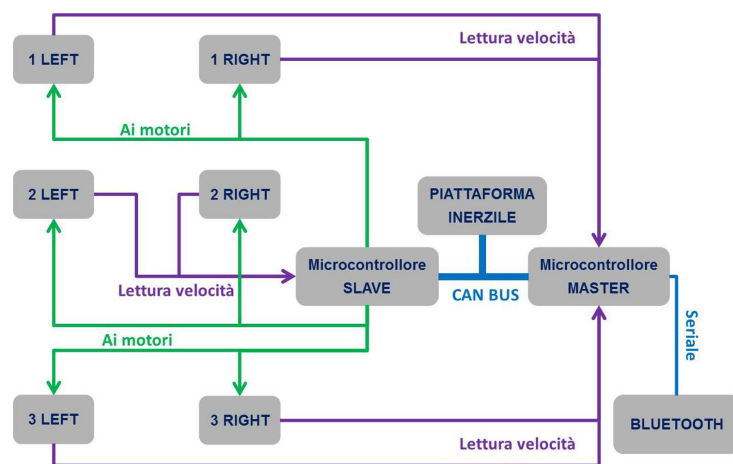 Lettura velocità
1 LEFT
1 RIGHT
Ai motori
2 LEFT
2 RIGHT
PIATTAFORMA
INERZILE
Microcontrollore
SLAVE
Microcontrollore
MASTER
Lettura velocità
CAN BUS
Seriale
Ai motori
3 LEFT
3 RIGHT
BLUETOOTH
Lettura velocità